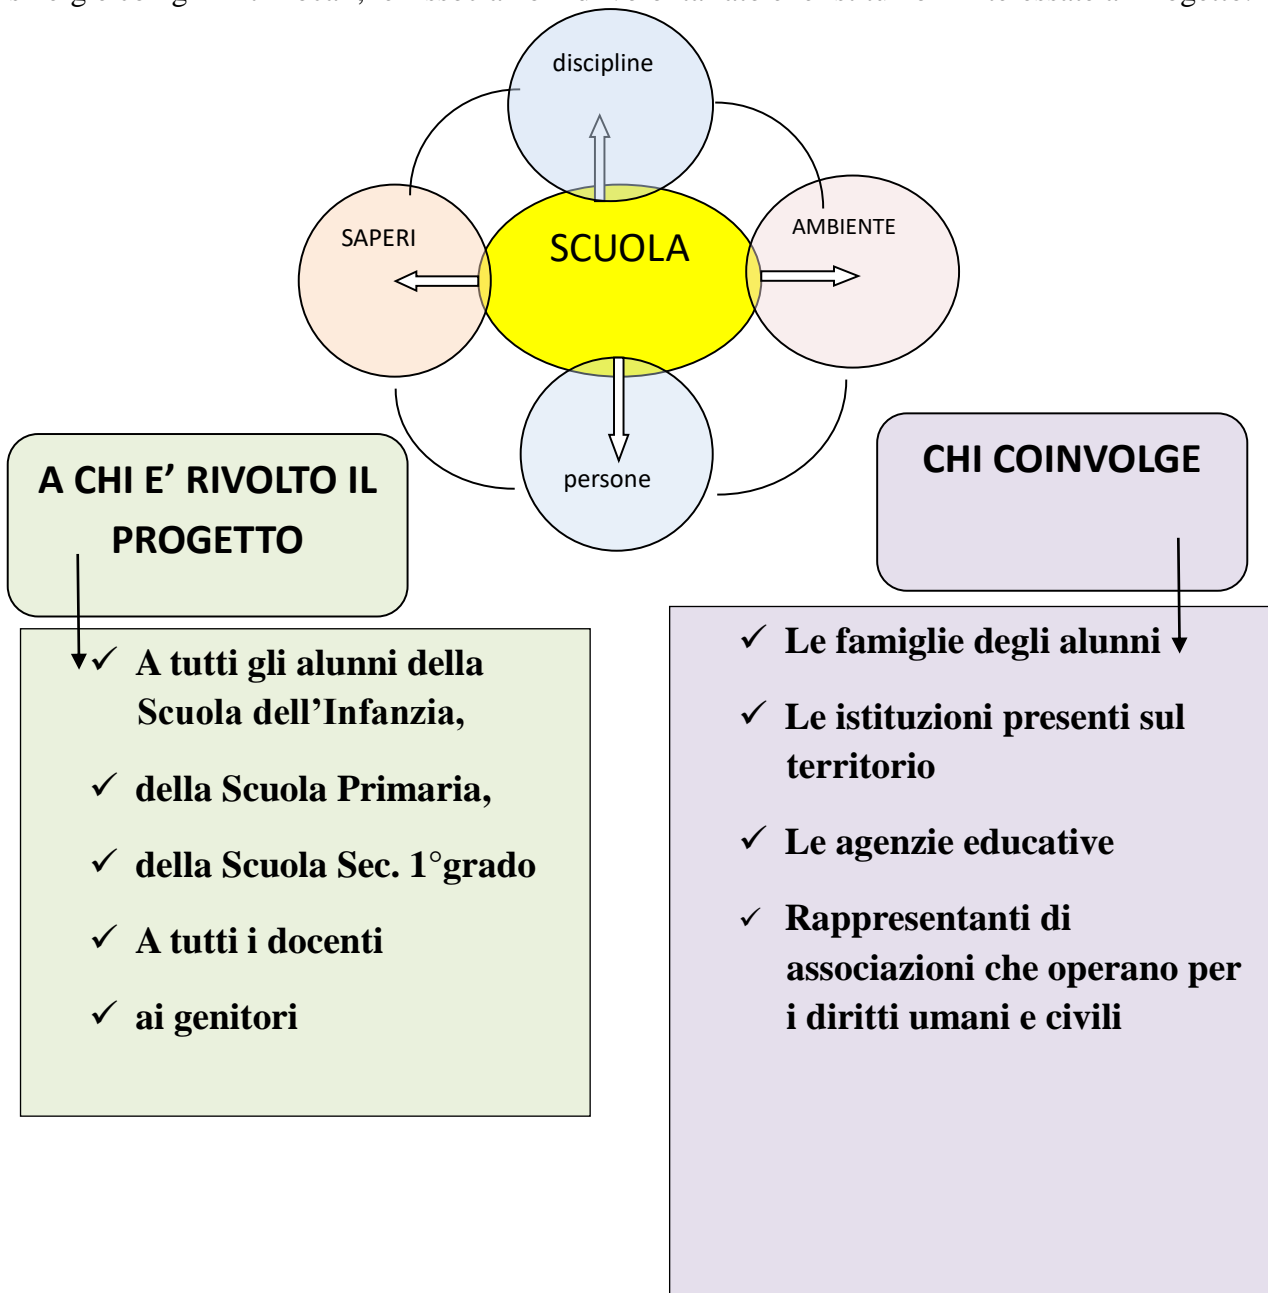 discipline
SAPERI
SCUOLA
AMBIENTE
persone
A CHI E’ RIVOLTO IL
PROGETTO
✓ A tutti gli alunni della
Scuola dell’Infanzia,
✓ della Scuola Primaria,
✓ della Scuola Sec. 1°grado
✓ A tutti i docenti
✓ ai genitori
CHI COINVOLGE
✓ Le famiglie degli alunni
✓ Le istituzioni presenti sul
territorio
✓ Le agenzie educative
✓ Rappresentanti di
associazioni che operano per
i diritti umani e civili